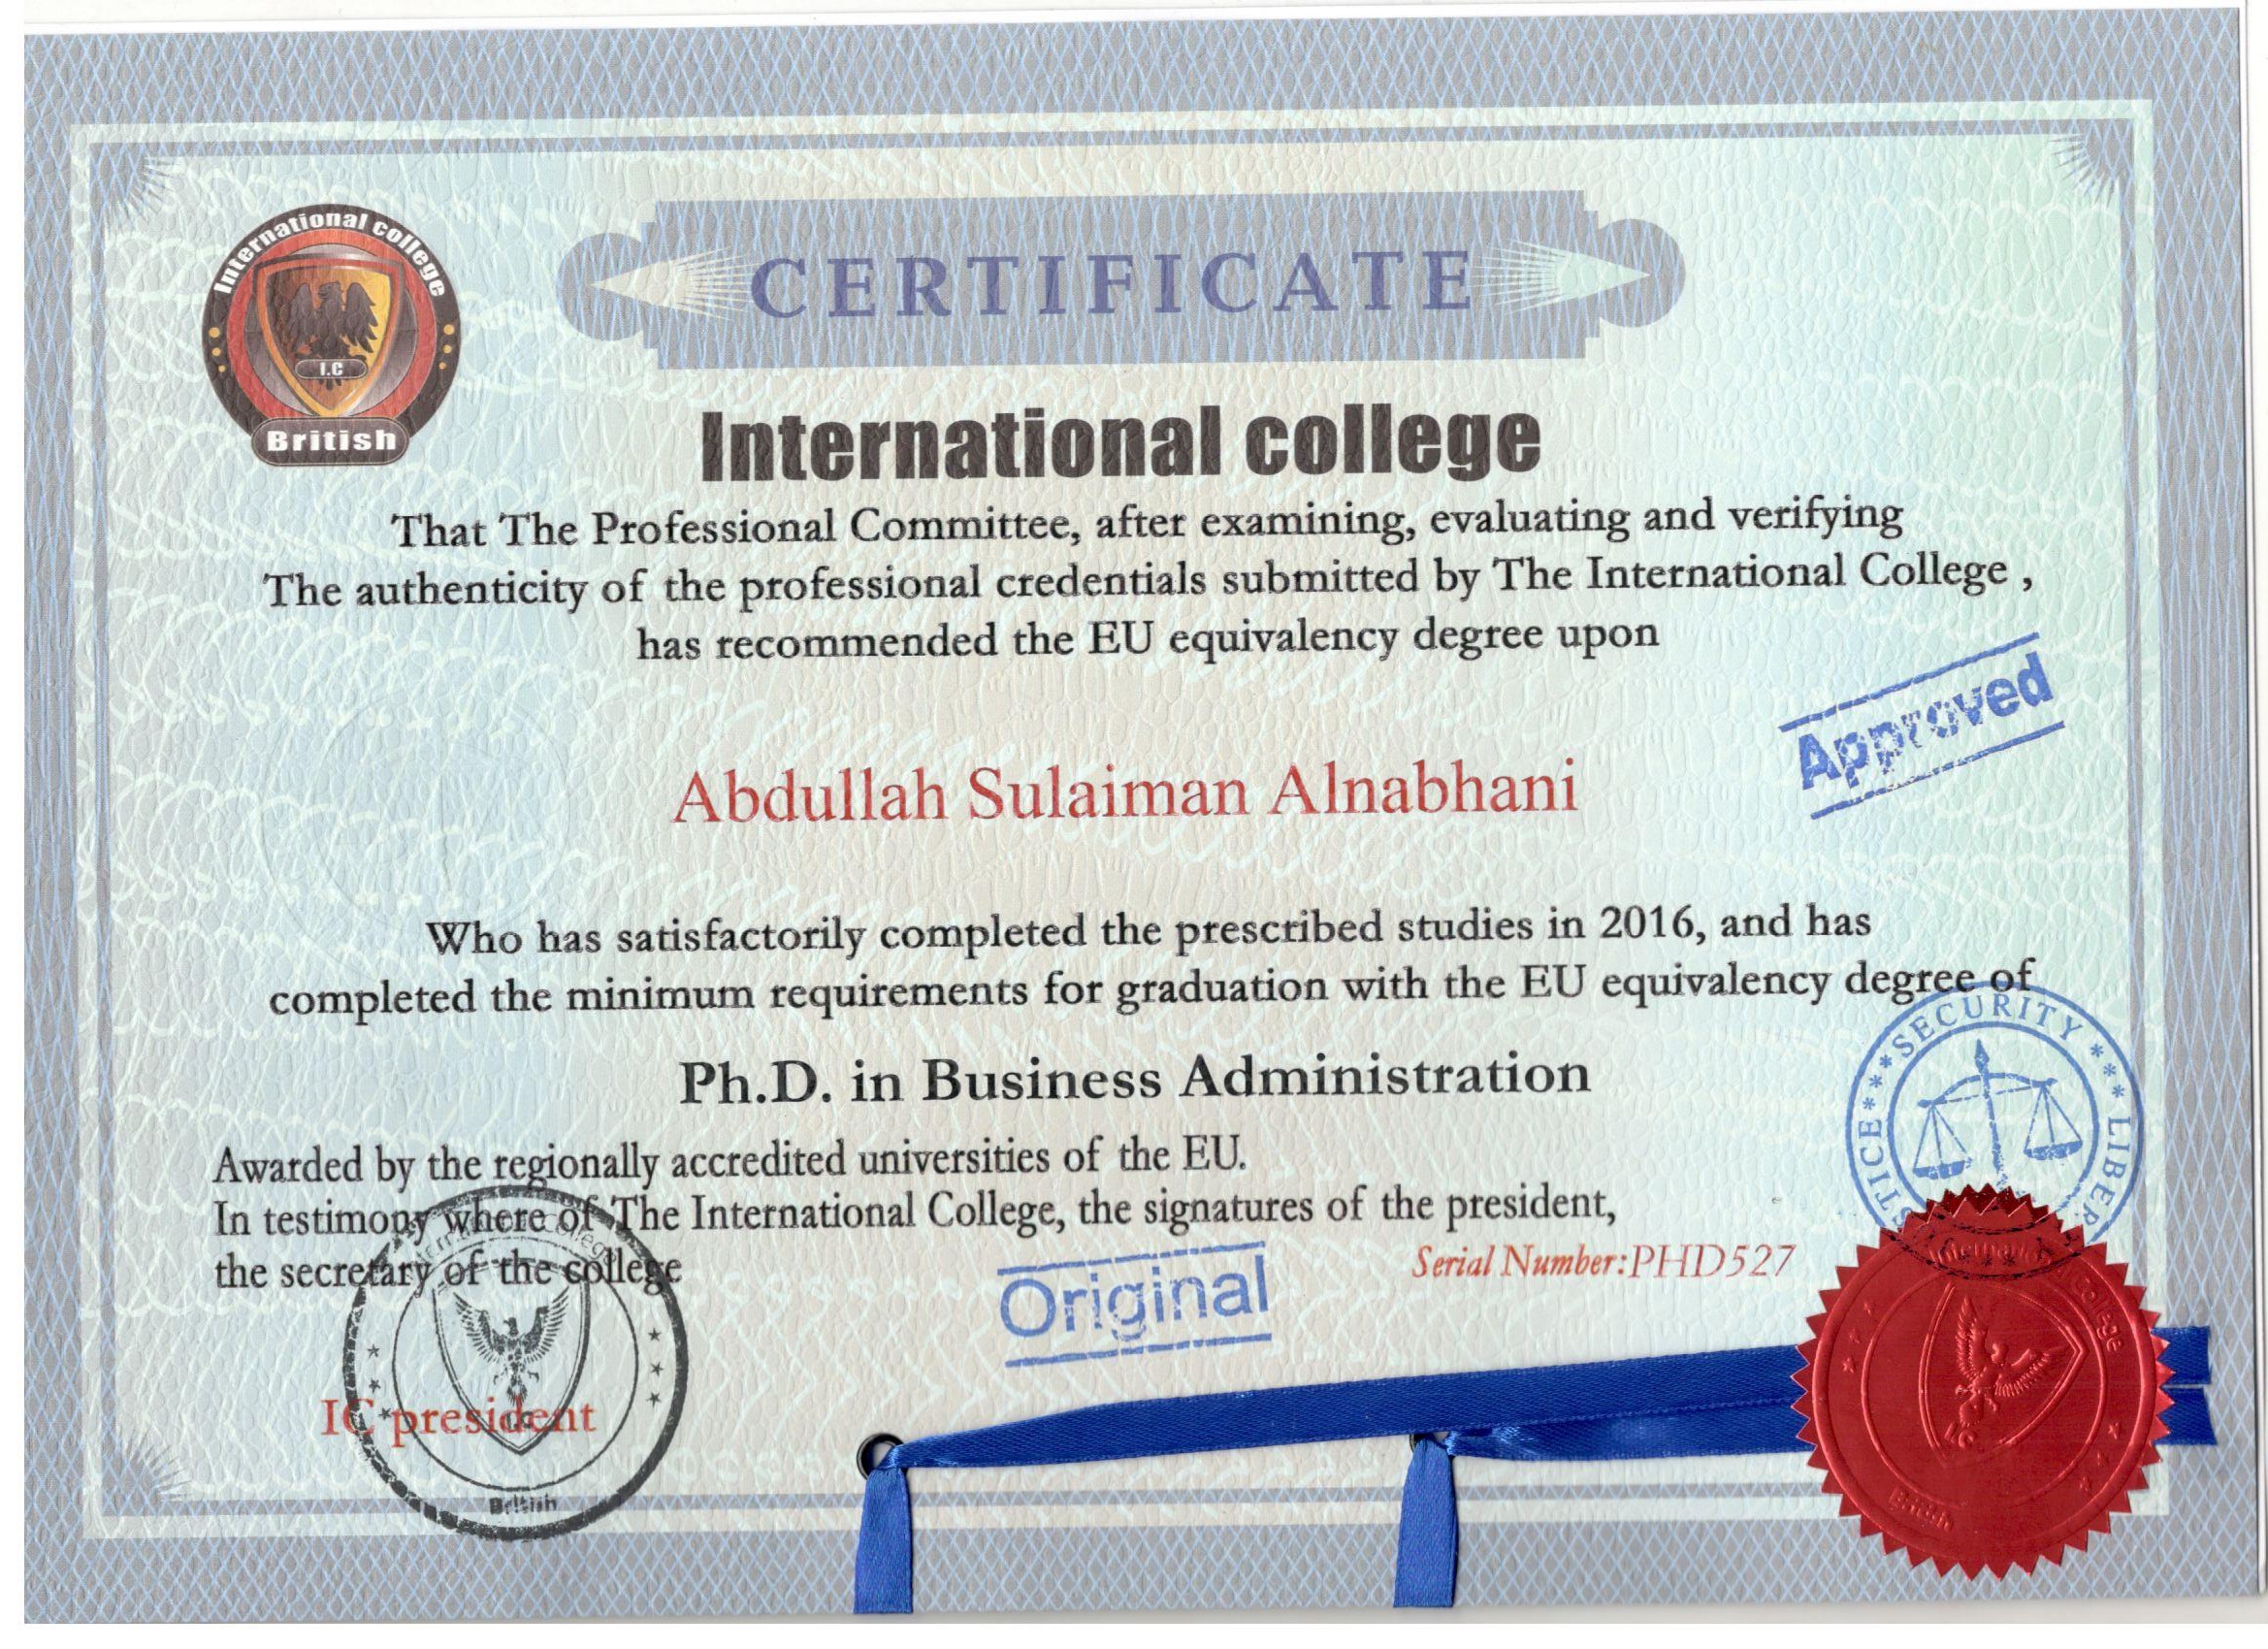 International college
I.C
British
CERTIFICATE
International college
That The Professional Committee, after examining, evaluating and verifying
The authenticity of the professional credentials submitted by The International College ,
has recommended the EU equivalency degree upon
Approved
Abdullah Sulaiman Alnabhani
Who has satisfactorily completed the prescribed studies in 2016, and has
completed the minimum requirements for graduation with the EU equivalency degree of
SECURITY
Ph.D. in Business Administration
Awarded by the regionally accredited universities of the EU.
In testimony where of The International College, the signatures of the president,
the secretary of the college
Serial Number:PHD527
Original
IC president
British
College
I.C.
British